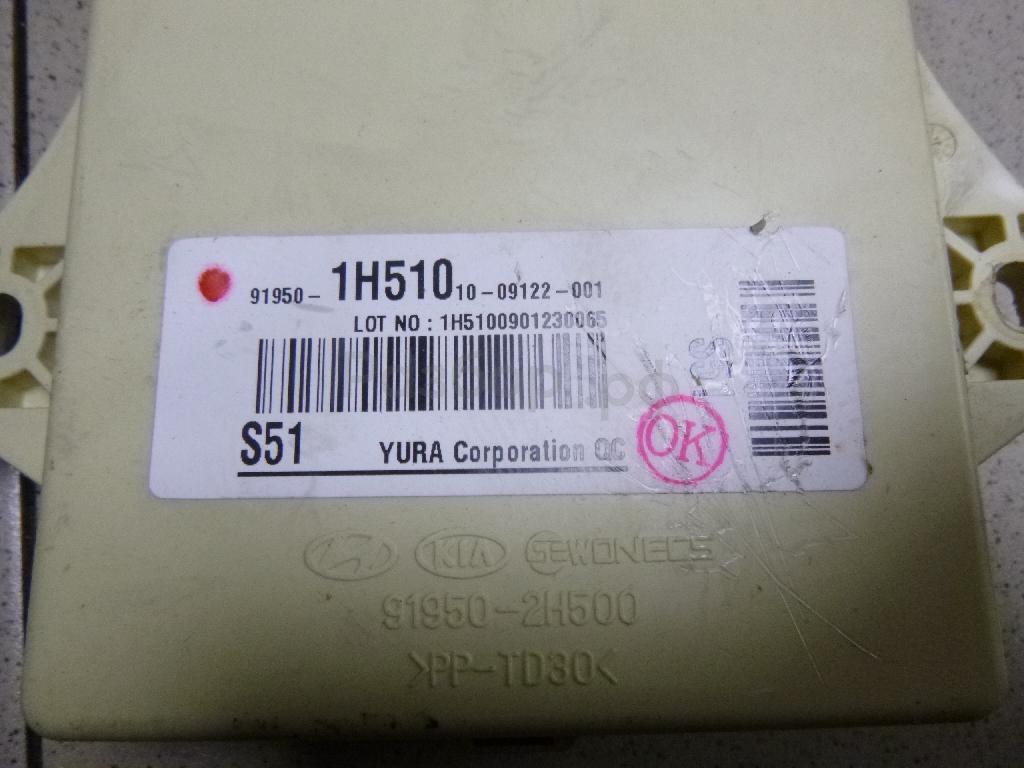 91950- 1H510 10-09122-001
LOT NO : 1H5100901230065
S51 YURA Corporation QC
OK
KIA SEWONECS
91950-2H500
>PP-TD30<